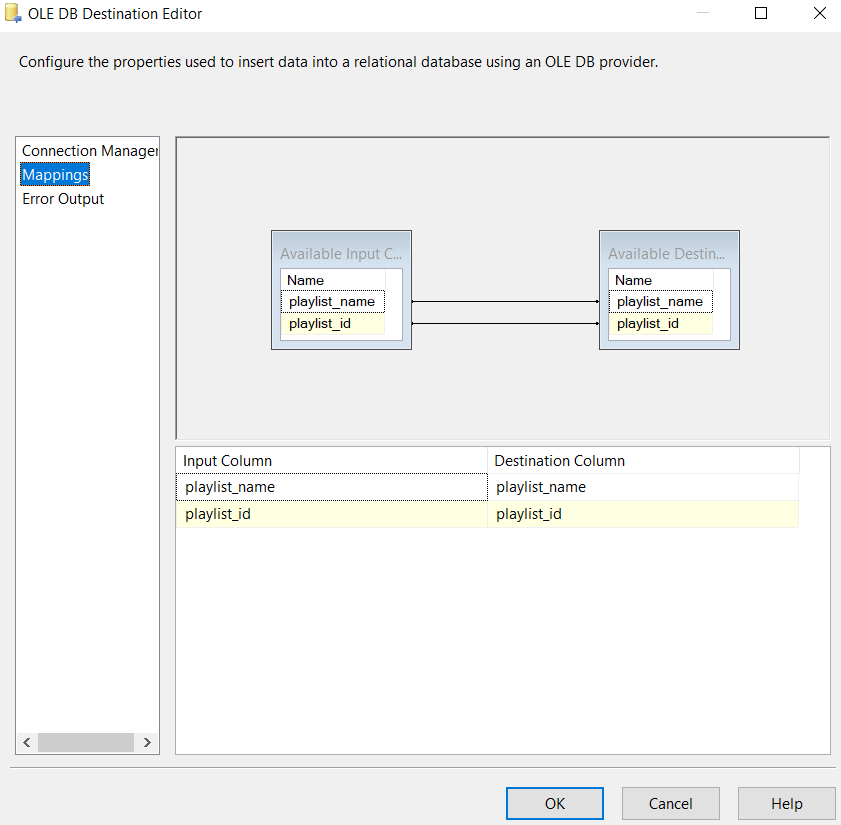 OLE DB Destination Editor
Configure the properties used to insert data into a relational database using an OLE DB provider.
Connection Manager
Mappings
Error Output
Available Input C...
Name
playlist_name
playlist_id
Available Destin...
Name
playlist_name
playlist_id
Input Column Destination Column
playlist_name playlist_name
playlist_id playlist_id
OK Cancel Help